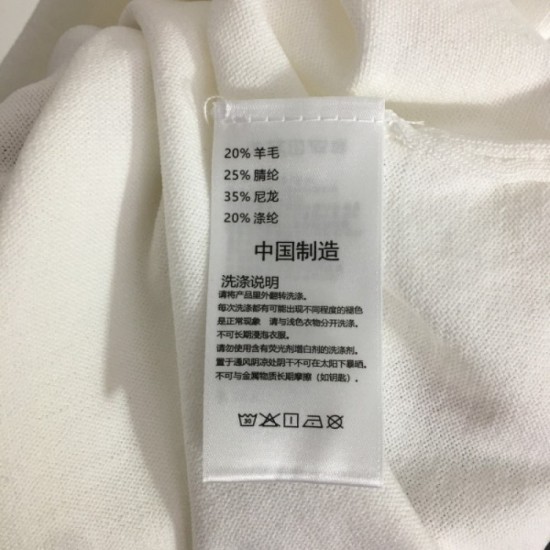 20% 羊毛
25% 腈纶
35% 尼龙
20% 涤纶
中国制造
洗涤说明
请将产品里外翻转洗涤.
每次洗涤都有可能出现不同程度的褪色
是正常现象 请与浅色衣物分开洗涤.
不可长期浸泡衣服.
请勿使用含有荧光剂增白剂的洗涤剂.
置于通风阴凉处阴干不可在太阳下暴晒.
不可与金属物质长期摩擦（如钥匙）.
30